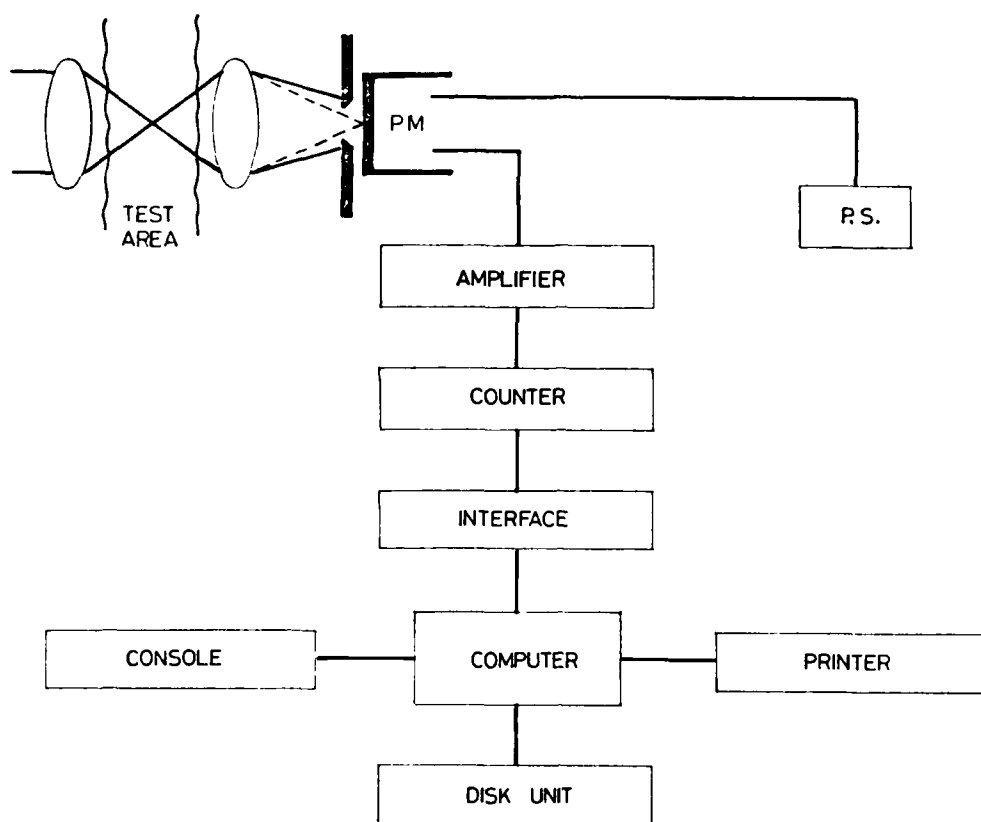 PM
TEST
AREA
P.S.
AMPLIFIER
COUNTER
INTERFACE
CONSOLE
COMPUTER
PRINTER
DISK UNIT